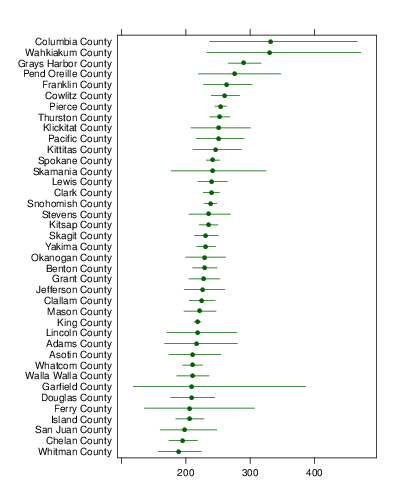 Columbia County
Wahkiakum County
Grays Harbor County
Pend Oreille County
Franklin County
Cowlitz County
Pierce County
Thurston County
Klickitat County
Pacific County
Kittitas County
Spokane County
Skamania County
Lewis County
Clark County
Snohomish County
Stevens County
Kitsap County
Skagit County
Yakima County
Okanogan County
Benton County
Grant County
Jefferson County
Clallam County
Mason County
King County
Lincoln County
Adams County
Asotin County
Whatcom County
Walla Walla County
Garfield County
Douglas County
Ferry County
Island County
San Juan County
Chelan County
Whitman County
200 300 400